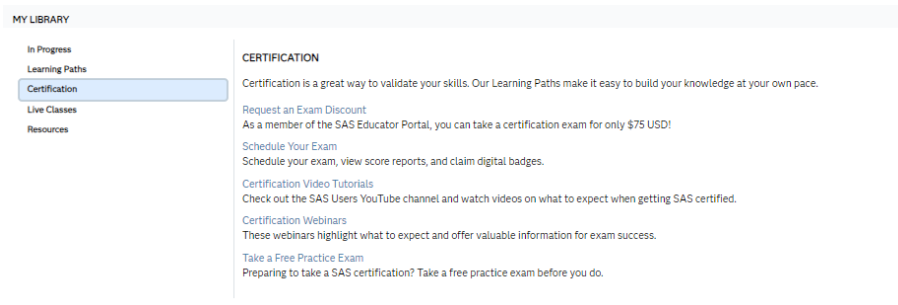 MY LIBRARY
In Progress
Learning Paths
Certification
Live Classes
Resources
CERTIFICATION
Certification is a great way to validate your skills. Our Learning Paths make it easy to build your knowledge at your own pace.
Request an Exam Discount
As a member of the SAS Educator Portal, you can take a certification exam for only $75 USD!
Schedule Your Exam
Schedule your exam, view score reports, and claim digital badges.
Certification Video Tutorials
Check out the SAS Users YouTube channel and watch videos on what to expect when getting SAS certified.
Certification Webinars
These webinars highlight what to expect and offer valuable information for exam success.
Take a Free Practice Exam
Preparing to take a SAS certification? Take a free practice exam before you do.